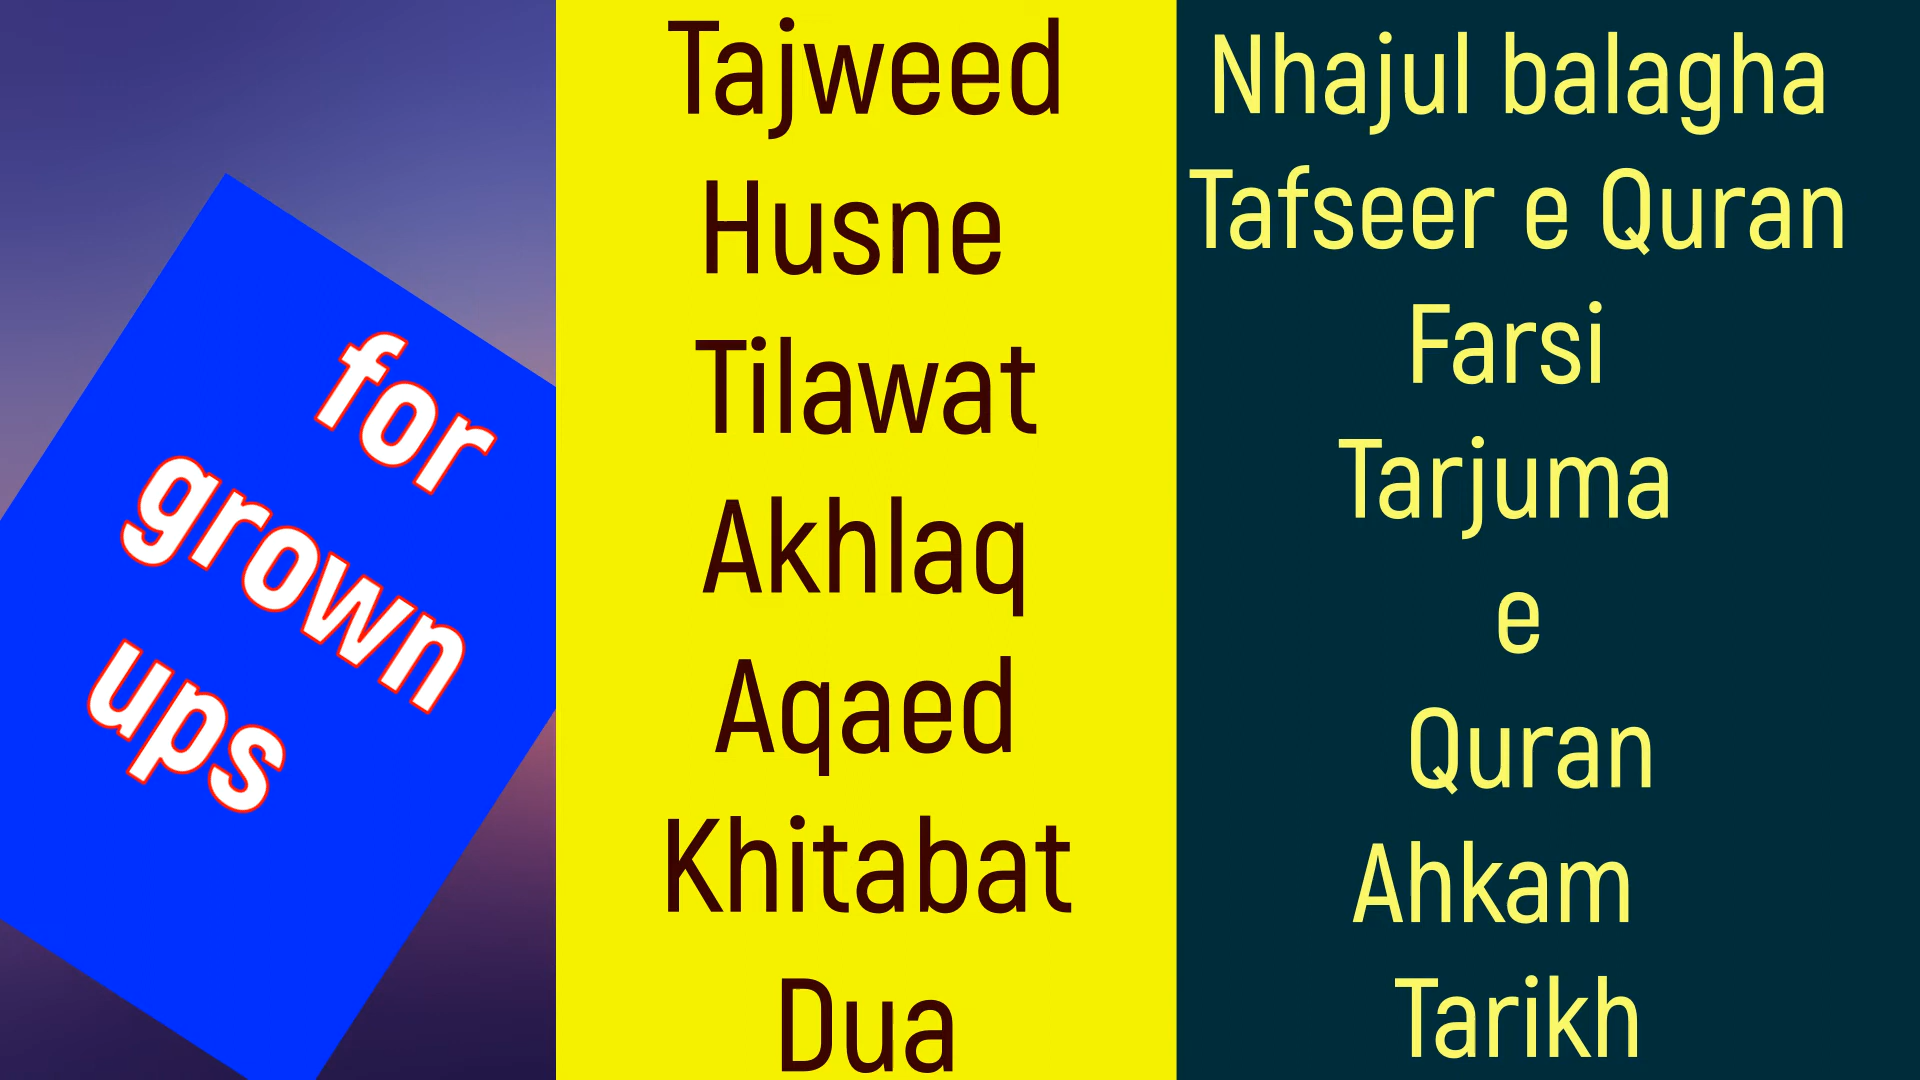 for
grown
ups
Tajweed
Husne
Tilawat
Akhlaq
Aqaed
Khitabat
Dua
Nhajul balagha
Tafseer e Quran
Farsi
Tarjuma
e
Quran
Ahkam
Tarikh